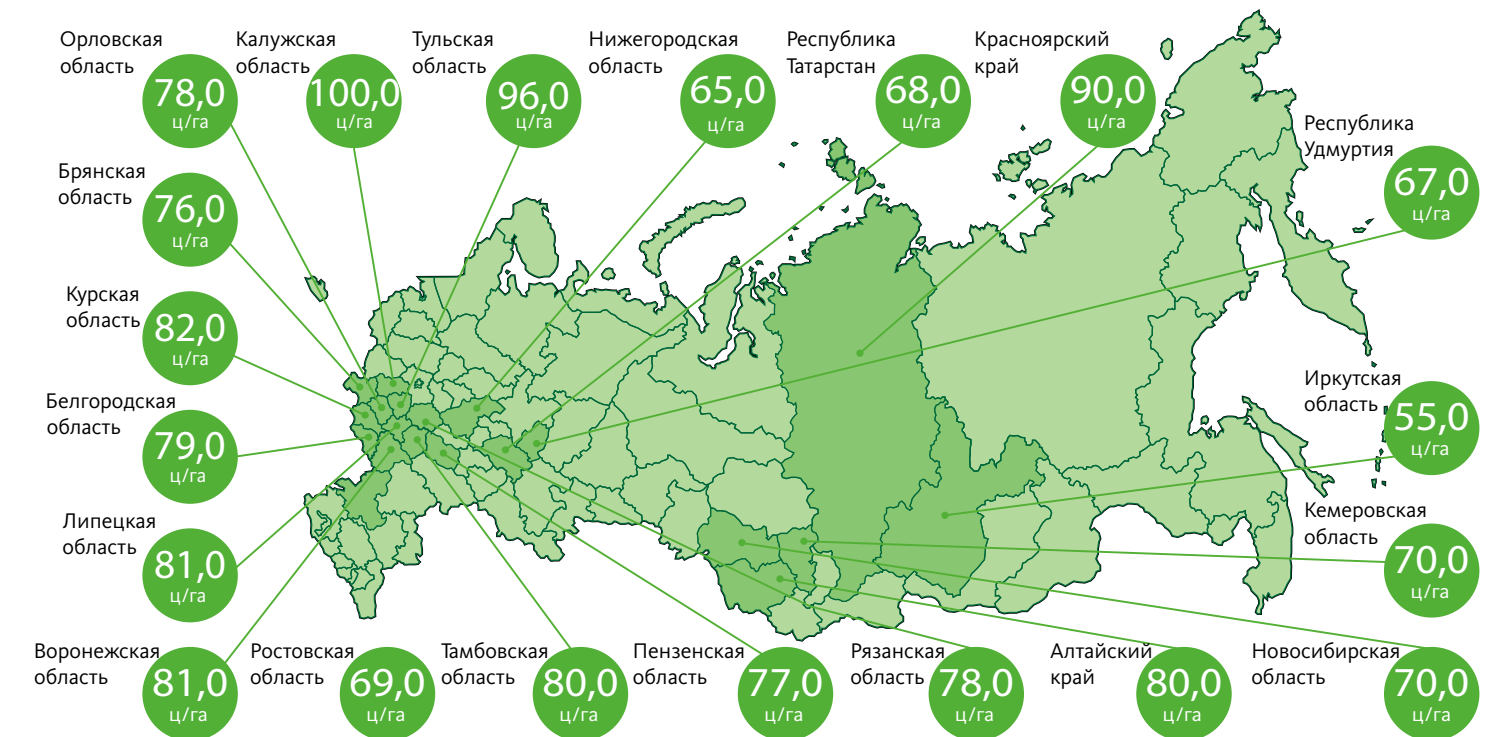 Орловская
область
78,0
ц/га
Калужская
область
100,0
ц/га
Тульская
область
96,0
ц/га
Нижегородская
область
65,0
ц/га
Республика
Татарстан
68,0
ц/га
Красноярский
край
90,0
ц/га
Республика
Удмуртия
67,0
ц/га
Брянская
область
76,0
ц/га
Курская
область
82,0
ц/га
Белгородская
область
79,0
ц/га
Иркутская
область
55,0
ц/га
Липецкая
область
81,0
ц/га
Кемеровская
область
70,0
ц/га
Воронежская
область
81,0
ц/га
Ростовская
область
69,0
ц/га
Тамбовская
область
80,0
ц/га
Пензенская
область
77,0
ц/га
Рязанская
область
78,0
ц/га
Алтайский
край
80,0
ц/га
Новосибирская
область
70,0
ц/га